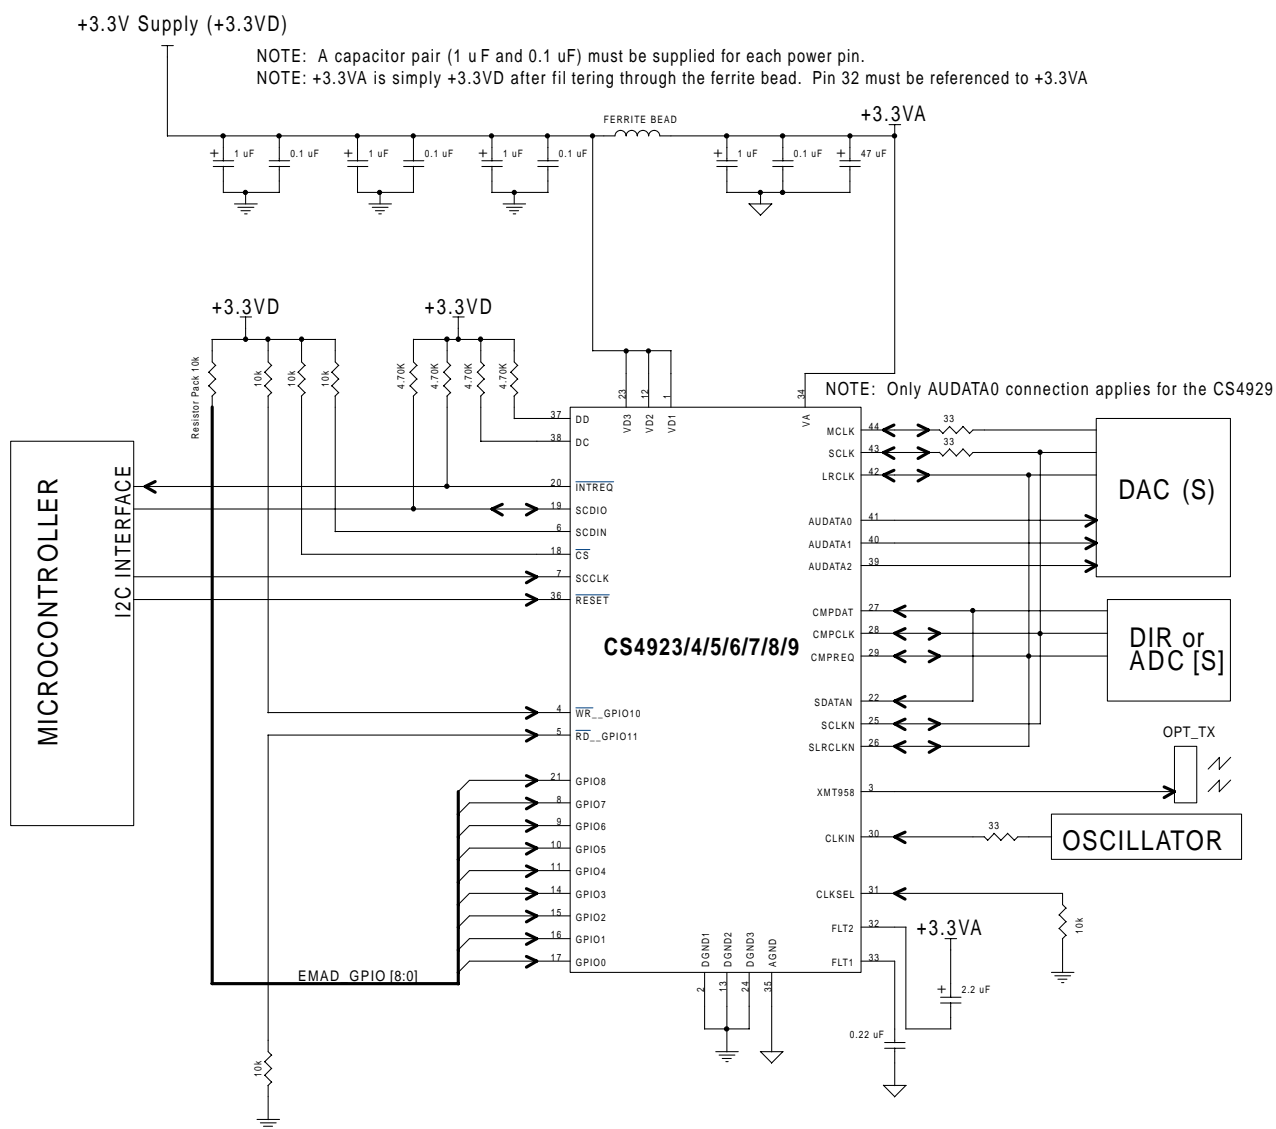 +3.3V Supply (+3.3VD)
NOTE: A capacitor pair (1 uF and 0.1 uF) must be supplied for each power pin.
NOTE: +3.3VA is simply +3.3VD after fil tering through the ferrite bead. Pin 32 must be referenced to +3.3VA
FERRITE BEAD
+3.3VA
+ 1 uF
0.1 uF
+ 1 uF
0.1 uF
+ 1 uF
0.1 uF
+ 1 uF
0.1 uF
+ 47 uF
+3.3VD
+3.3VD
Resistor Pack 10k
10k
10k
10k
4.70K
4.70K
4.70K
4.70K
23
12
1
34
VD3
VD2
VD1
VA
NOTE: Only AUDATA0 connection applies for the CS4929
MICROCONTROLLER
I2C INTERFACE
37 DD
38 DC
20 INTREQ
19 SCDIO
6 SCDIN
18 CS
7 SCCLK
36 RESET
4 WR__GPIO10
5 RD__GPIO11
21 GPIO8
8 GPIO7
9 GPIO6
10 GPIO5
11 GPIO4
14 GPIO3
15 GPIO2
16 GPIO1
17 GPIO0
EMAD_GPIO[8:0]
10k
CS4923/4/5/6/7/8/9
MCLK 44 33
SCLK 43 33
LRCLK 42
AUDATA0 41
AUDATA1 40
AUDATA2 39
DAC (S)
CMPDAT 27
CMPCLK 28
CMPREQ 29
DIR or
ADC [S]
SDATAN 22
SCLKN 25
SLRCLKN 26
OPT_TX
XMT958 3
CLKIN 30 33
OSCILLATOR
CLKSEL 31
10k
FLT2 32
+3.3VA
FLT1 33
+ 2.2 uF
0.22 uF
DGND1
DGND2
DGND3
AGND
2
13
24
35